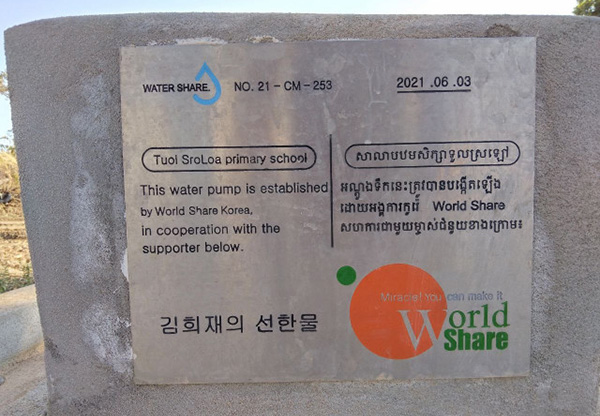 WATER SHARE.
NO. 21-CM-253
2021 .06 .03
Tuol SroLoa primary school
This water pump is established
by World Share Korea,
in cooperation with the
supporter below.
សាលាបឋមសិក្សាទួលស្រឡៅ
អណ្តូងទឹកនេះត្រូវបានបង្កើតឡើង
ដោយអង្គការកូរ៉េ World Share
សហការជាមួយម្ចាស់ជំនួយខាងក្រោម៖
김희재의 선한물
Miracle! You can make it
World
Share